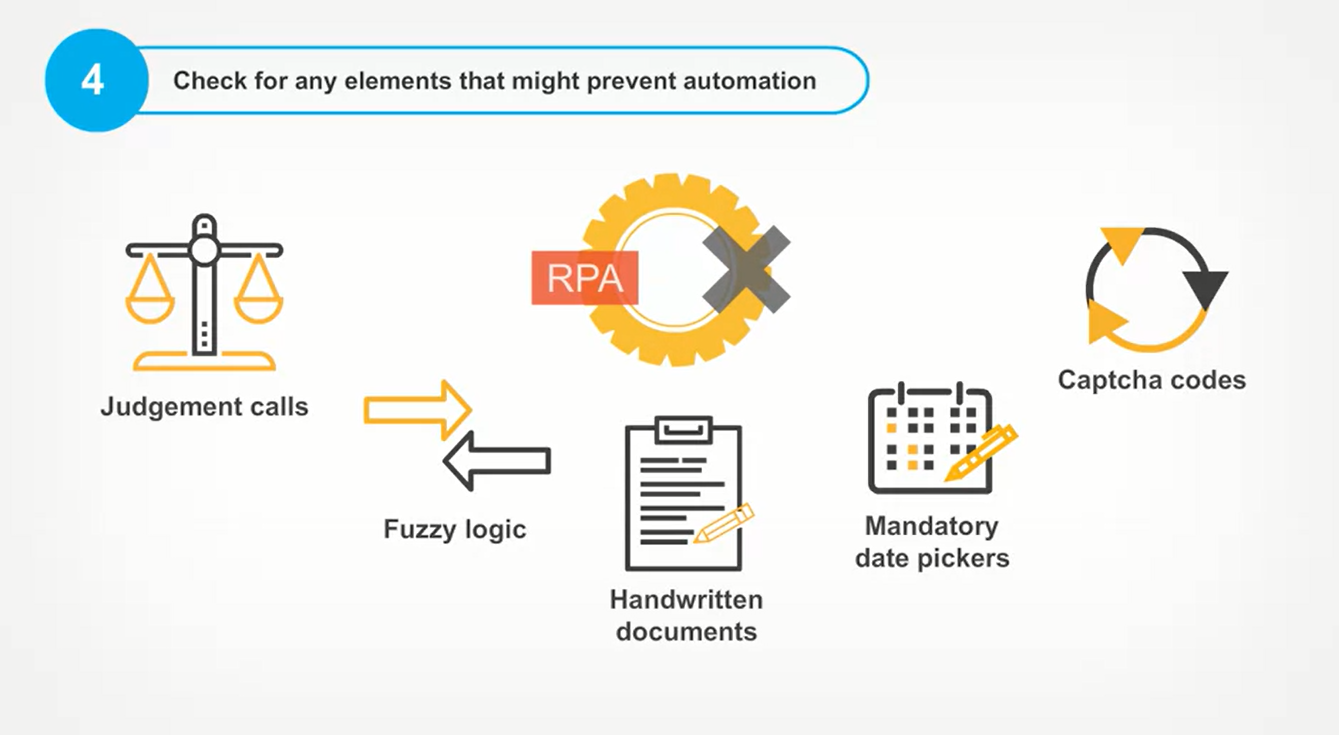 4
Check for any elements that might prevent automation
RPA
Judgement calls
Fuzzy logic
Handwritten
documents
Mandatory
date pickers
Captcha codes